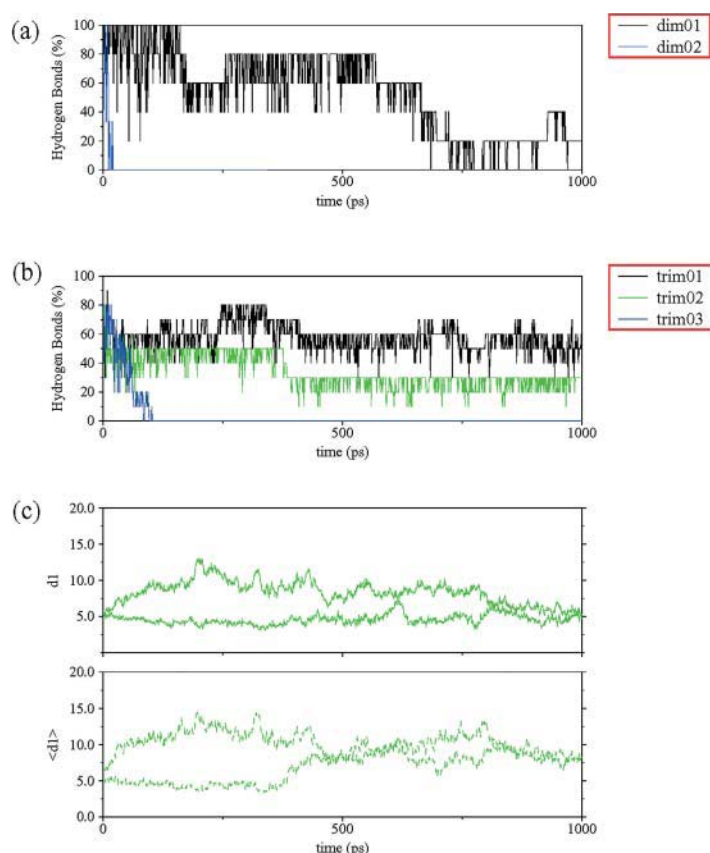 (a)
100
80
60
40
20
0
Hydrogen Bonds (%)
0
500
1000
time (ps)
dim01
dim02
(b)
100
80
60
40
20
0
Hydrogen Bonds (%)
0
500
1000
time (ps)
trim01
trim02
trim03
(c)
20.0
15.0
10.0
5.0
d1
20.0
15.0
10.0
5.0
0.0
<d1>
0
500
1000
time (ps)